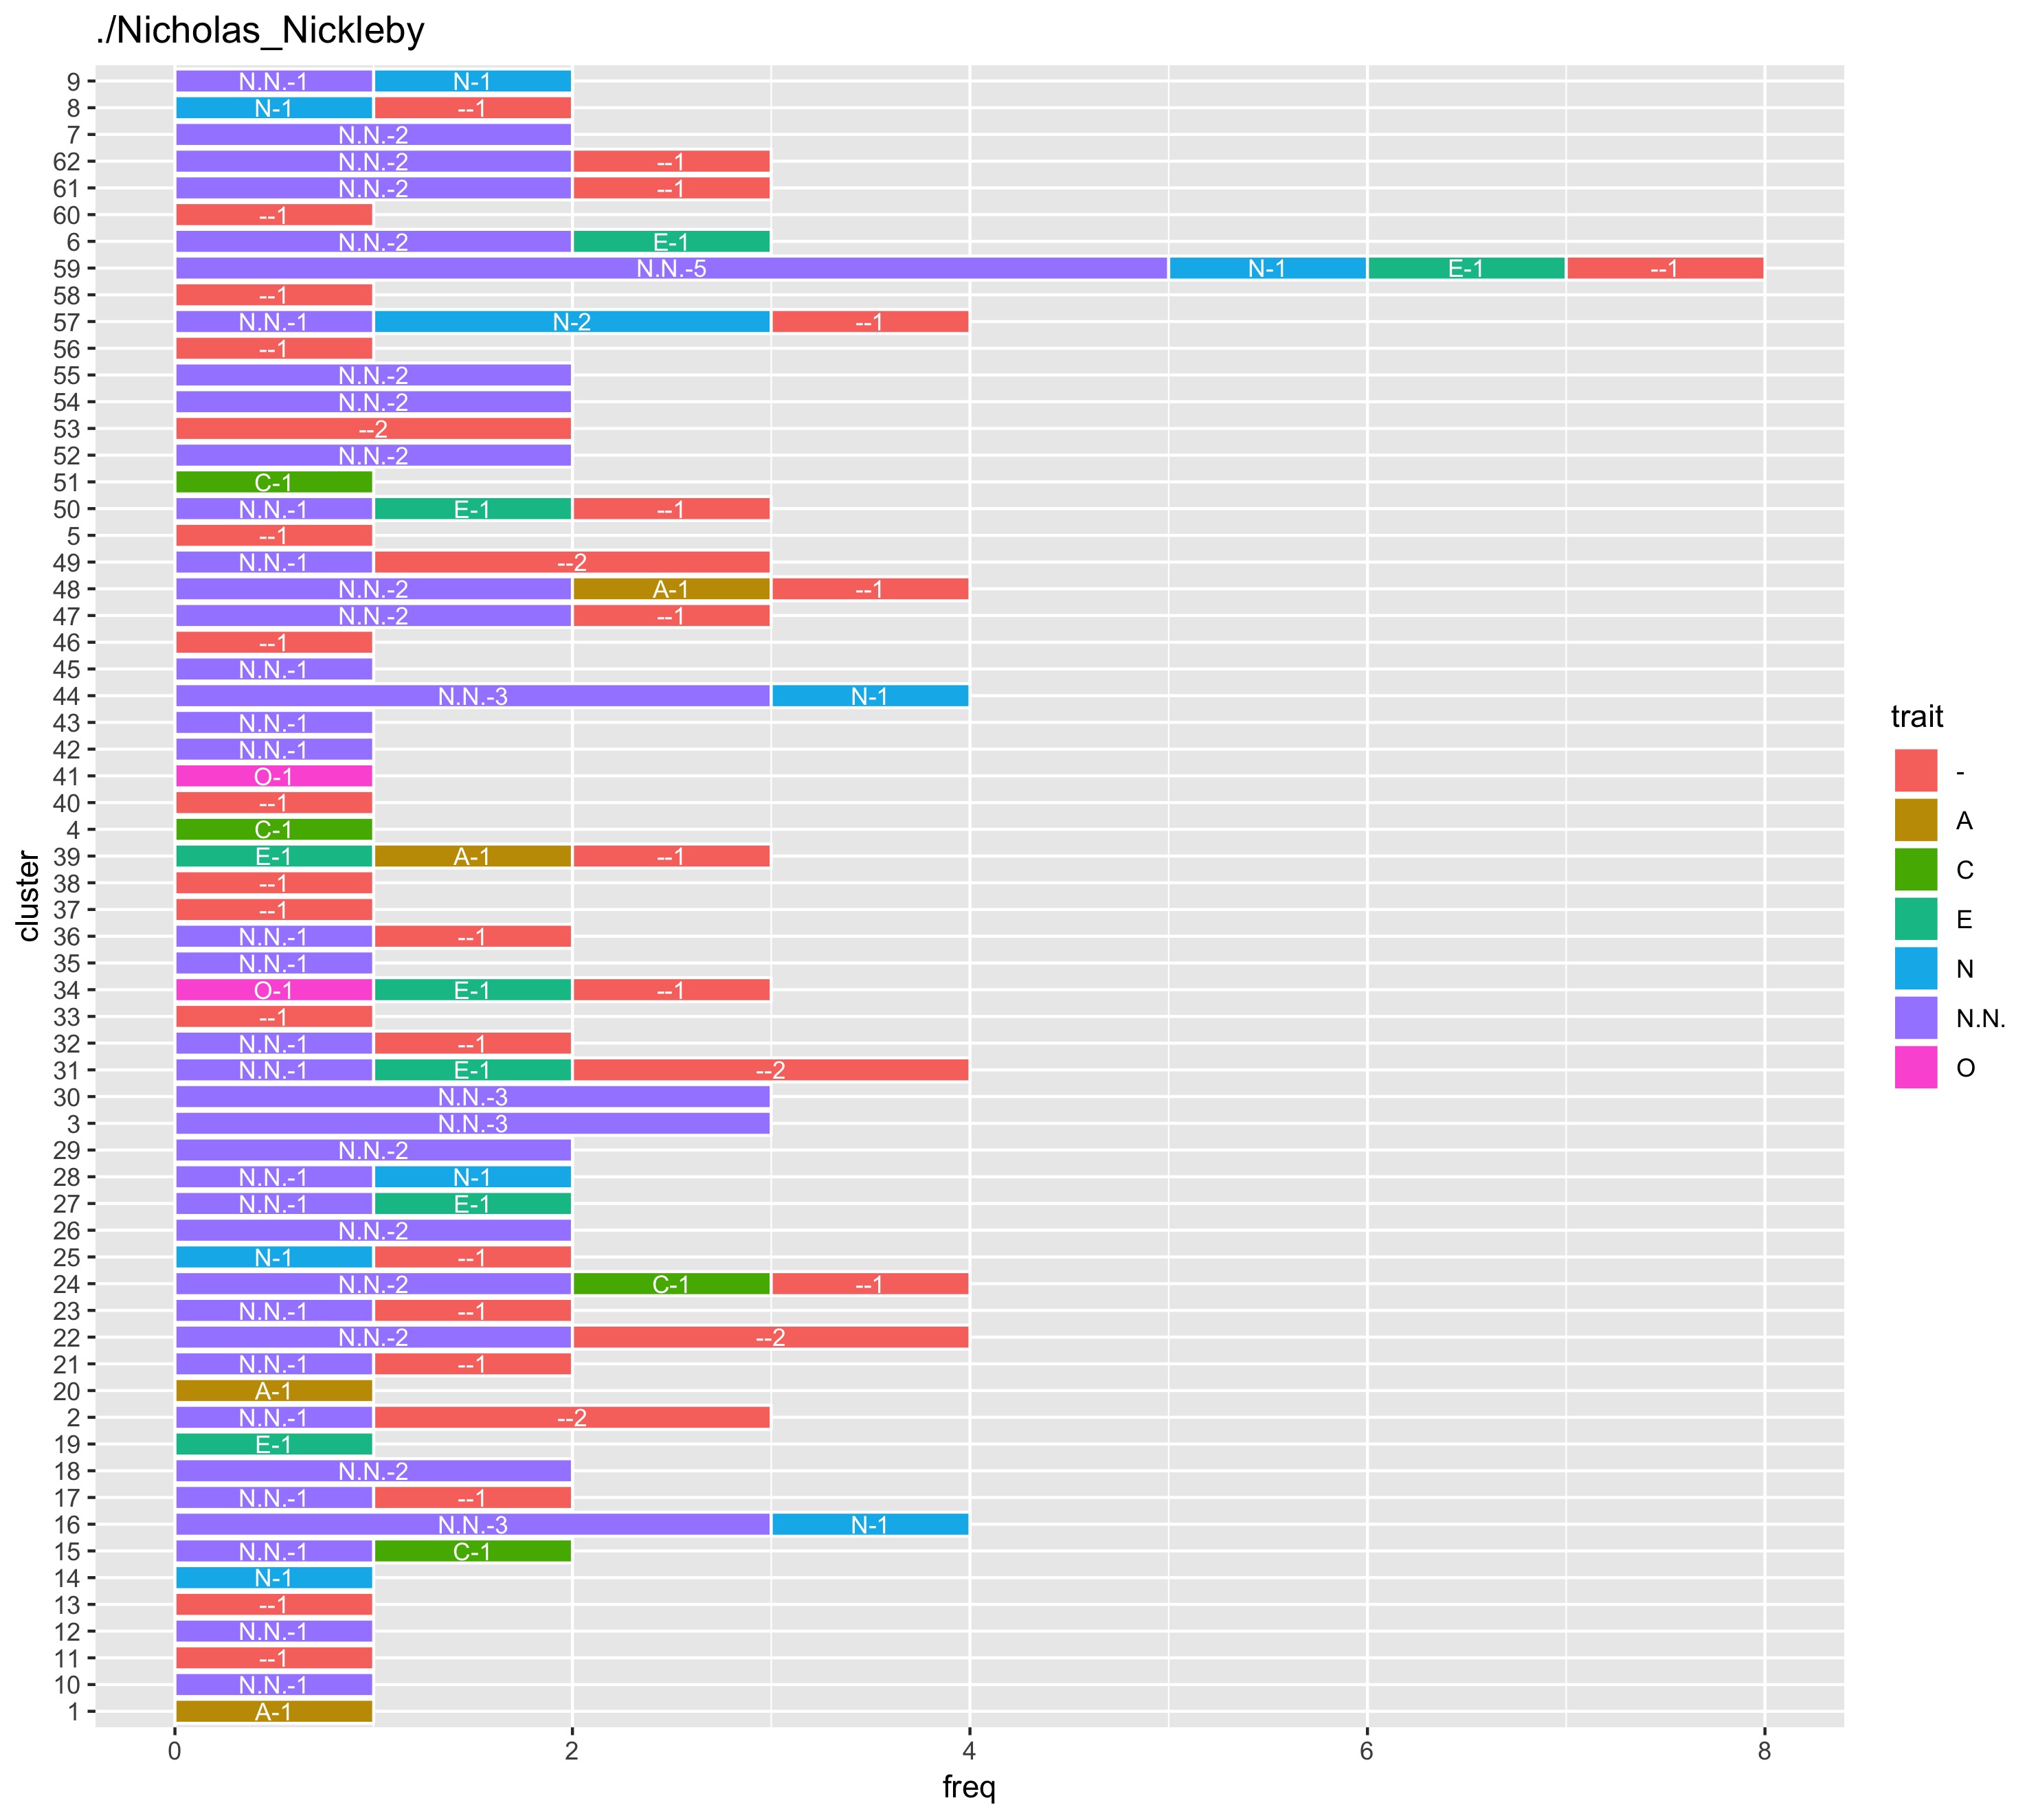 ./Nicholas_Nickleby
9 N.N.-1 N-1
8 N-1 --1
7 N.N.-2
62 N.N.-2 --1
61 N.N.-2 --1
60 --1
6 N.N.-2 E-1
59 N.N.-5 N-1 E-1 --1
58 --1
57 N.N.-1 N-2 --1
56 --1
55 N.N.-2
54 N.N.-2
53 --2
52 N.N.-2
51 C-1
50 N.N.-1 E-1 --1
5 --1
49 N.N.-1 --2
48 N.N.-2 A-1 --1
47 N.N.-2 --1
46 --1
45 N.N.-1
44 N.N.-3 N-1
43 N.N.-1
42 N.N.-1
41 O-1
40 --1
4 C-1
39 E-1 A-1 --1
38 --1
37 --1
36 N.N.-1 --1
35 N.N.-1
34 O-1 E-1 --1
33 --1
32 N.N.-1 --1
31 N.N.-1 E-1 --2
30 N.N.-3
3 N.N.-3
29 N.N.-2
28 N.N.-1 N-1
27 N.N.-1 E-1
26 N.N.-2
25 N-1 --1
24 N.N.-2 C-1 --1
23 N.N.-1 --1
22 N.N.-2 --2
21 N.N.-1 --1
20 A-1
2 N.N.-1 --2
19 E-1
18 N.N.-2
17 N.N.-1 --1
16 N.N.-3 N-1
15 N.N.-1 C-1
14 N-1
13 --1
12 N.N.-1
11 --1
10 N.N.-1
1 A-1
0 2 4 6 8
freq
cluster
trait
-
A
C
E
N
N.N.
O